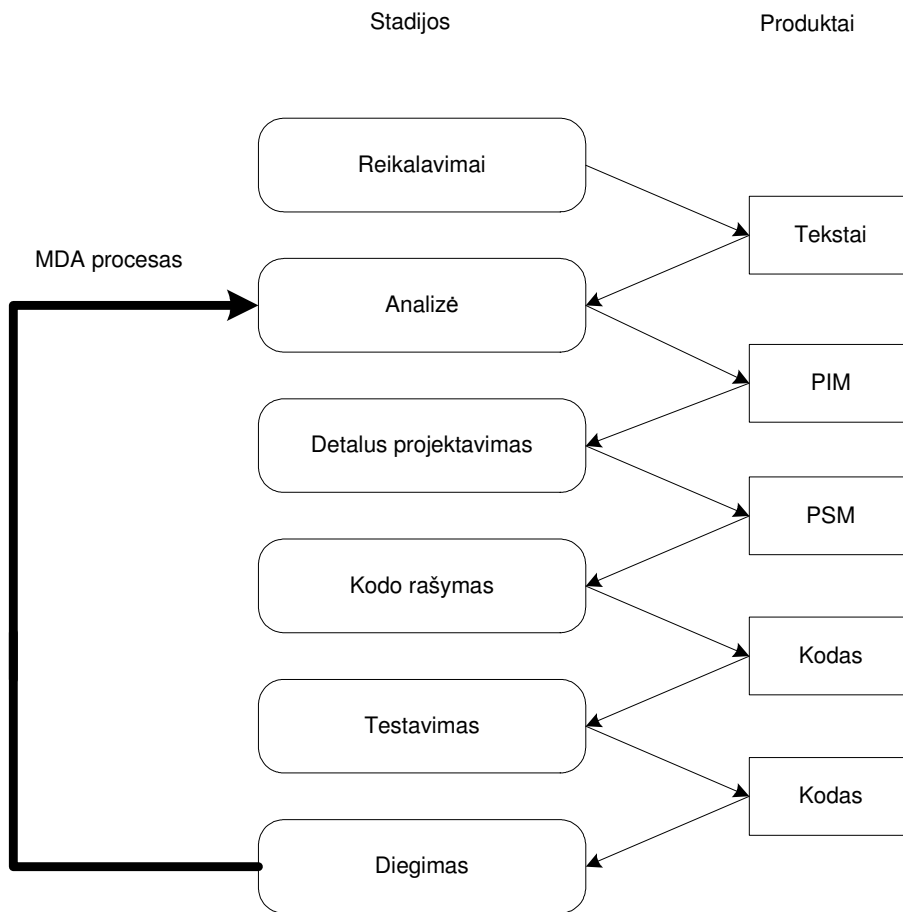 Stadijos
Produktai
Reikalavimai
Tekstai
MDA procesas
Analizė
PIM
Detalus projektavimas
PSM
Kodo rašymas
Kodas
Testavimas
Kodas
Diegimas